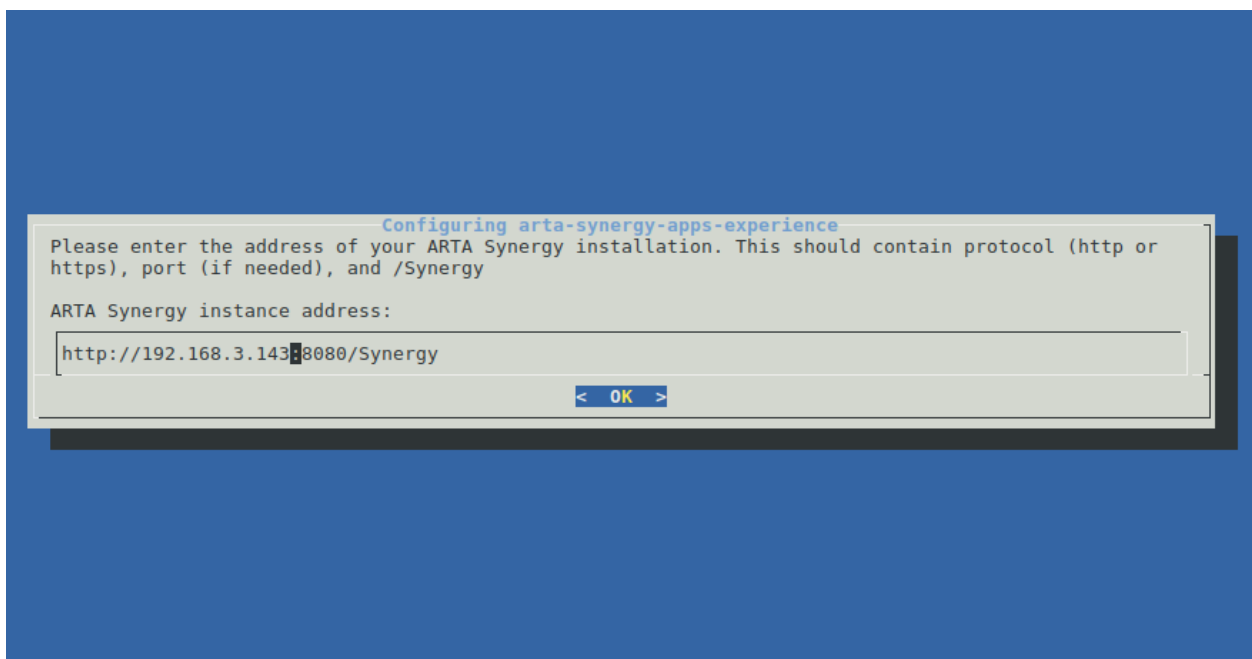 Configuring arta-synergy-apps-experience
Please enter the address of your ARTA Synergy installation. This should contain protocol (http or
https), port (if needed), and /Synergy
ARTA Synergy instance address:
http://192.168.3.143:8080/Synergy
< OK >